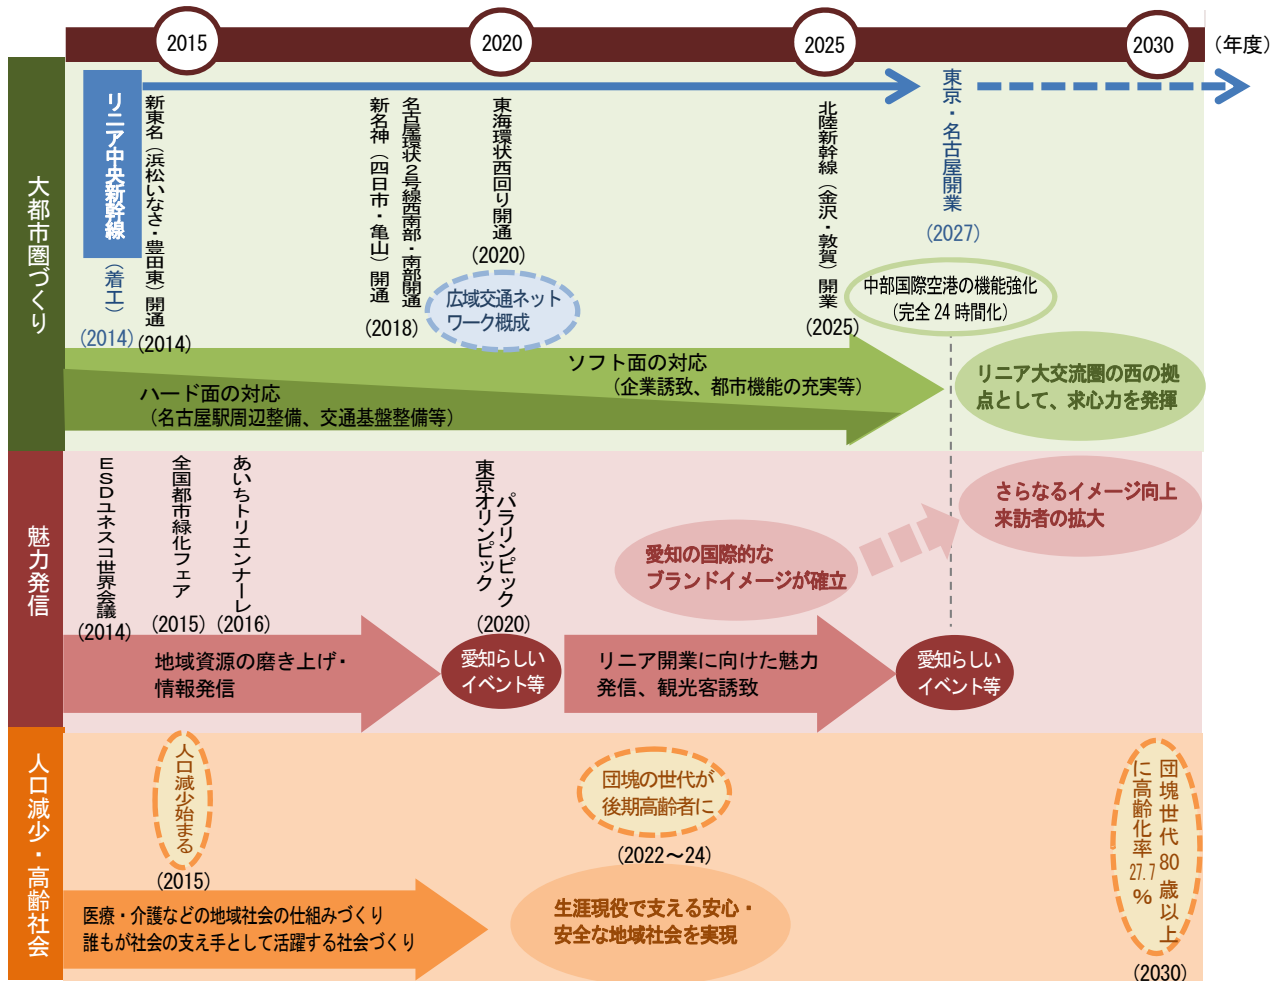 2015
2020
2025
2030
（年度）
大都市圏づくり
リニア中央新幹線
（着工）
(2014)
新東名（浜松いなさ・豊田東）開通
(2014)
新名神（四日市・亀山）開通
名古屋環状２号線西南部・南部開通
(2018)
東海環状西回り開通
(2020)
広域交通ネット
ワーク概成
北陸新幹線（金沢・敦賀）開業
(2025)
東京・名古屋開業
(2027)
中部国際空港の機能強化
（完全 24 時間化）
ソフト面の対応
（企業誘致、都市機能の充実等）
ハード面の対応
（名古屋駅周辺整備、交通基盤整備等）
リニア大交流圏の西の拠
点として、求心力を発揮
魅力発信
ＥＳＤユネスコ世界会議
(2014)
全国都市緑化フェア
(2015)
あいちトリエンナーレ
(2016)
東京オリンピック
パラリンピック
(2020)
愛知の国際的な
ブランドイメージが確立
さらなるイメージ向上
来訪者の拡大
地域資源の磨き上げ・
情報発信
愛知らしい
イベント等
リニア開業に向けた魅力
発信、観光客誘致
愛知らしい
イベント等
人口減少・高齢社会
人口減少始まる
(2015)
団塊の世代が
後期高齢者に
(2022～24)
団塊世代 80 歳以上
に高齢化率 27.7 %
(2030)
医療・介護などの地域社会の仕組みづくり
誰もが社会の支え手として活躍する社会づくり
生涯現役で支える安心・
安全な地域社会を実現